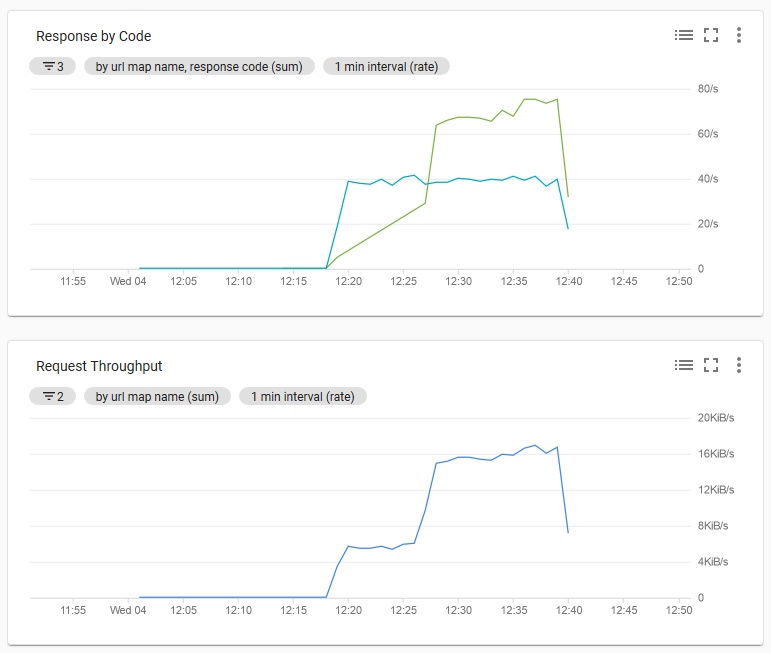 Response by Code
3 by url map name, response code (sum) 1 min interval (rate)
80/s
60/s
40/s
20/s
0
11:55 Wed 04 12:05 12:10 12:15 12:20 12:25 12:30 12:35 12:40 12:45 12:50
Request Throughput
2 by url map name (sum) 1 min interval (rate)
20KiB/s
16KiB/s
12KiB/s
8KiB/s
4KiB/s
0
11:55 Wed 04 12:05 12:10 12:15 12:20 12:25 12:30 12:35 12:40 12:45 12:50